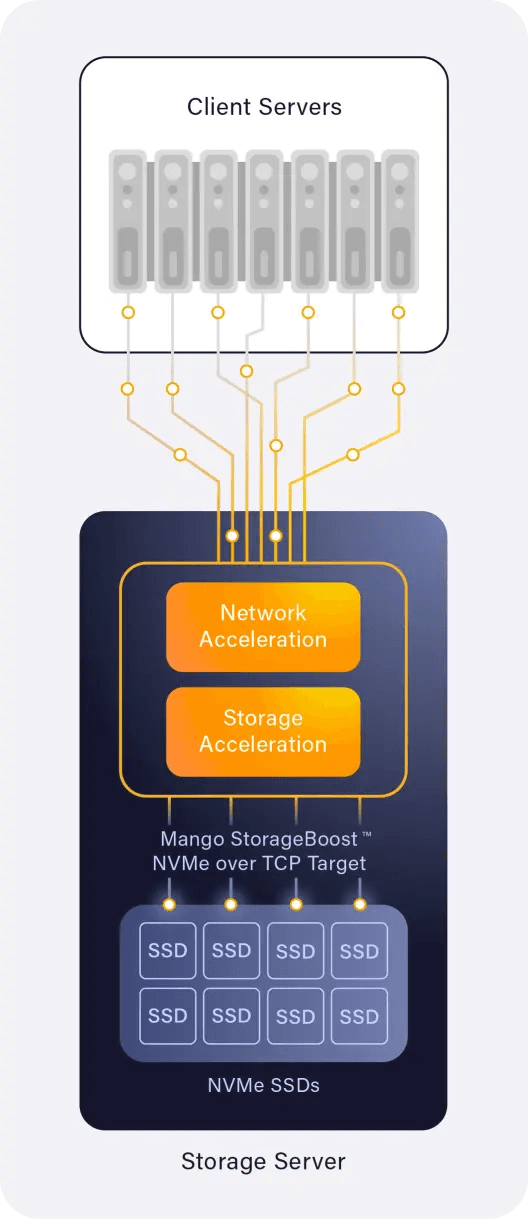 Client Servers
Network
Acceleration
Storage
Acceleration
Mango StorageBoost™
NVMe over TCP Target
SSD SSD SSD SSD
SSD SSD SSD SSD
NVMe SSDs
Storage Server